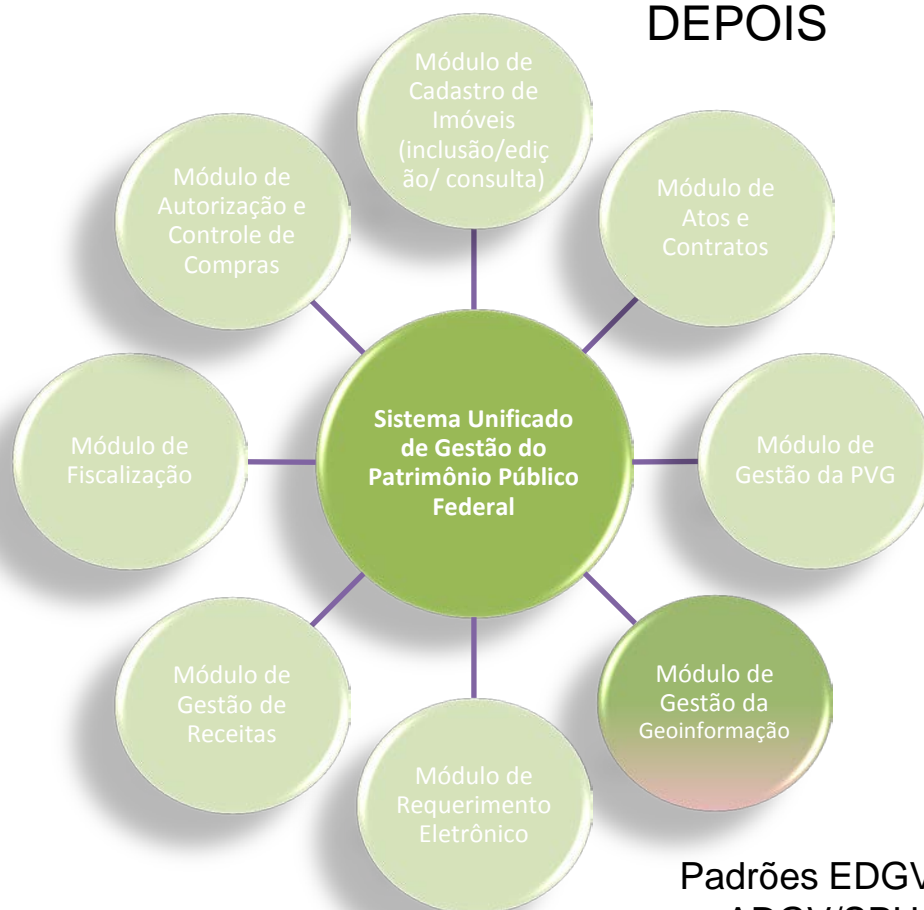 DEPOIS
Módulo de
Cadastro de
Imóveis
(inclusão/ediç
ão/ consulta)
Módulo de
Autorização e
Controle de
Compras
Módulo de
Atos e
Contratos
Sistema Unificado
de Gestão do
Patrimônio Público
Federal
Módulo de
Fiscalização
Módulo de
Gestão da PVG
Módulo de
Gestão de
Receitas
Módulo de
Gestão da
Geoinformação
Módulo de
Requerimento
Eletrônico
Padrões EDGV